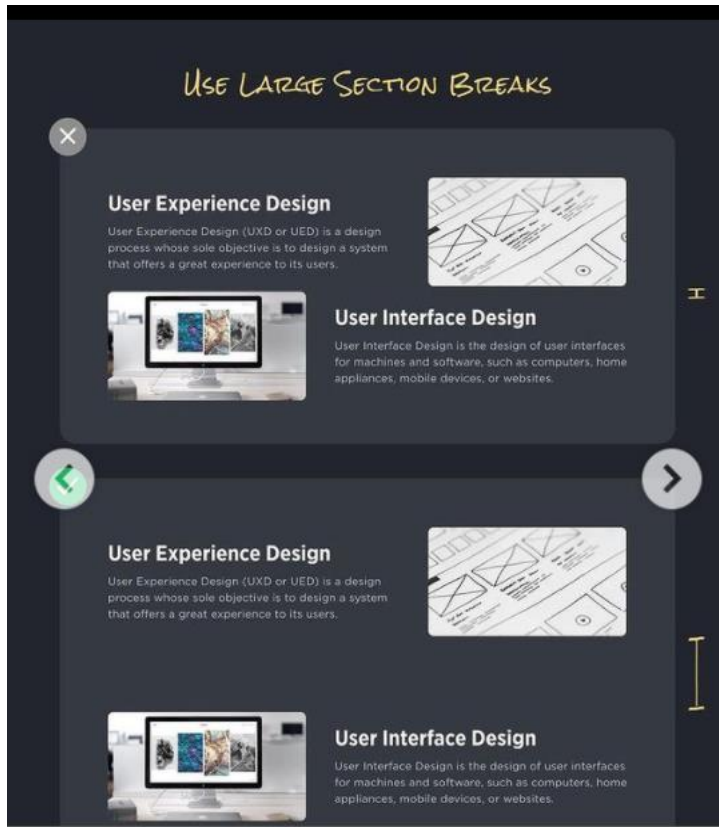 Use Large Section Breaks
User Experience Design
User Experience Design (UXD or UED) is a design
process whose sole objective is to design a system
that offers a great experience to its users.
User Interface Design
User Interface Design is the design of user interfaces
for machines and software, such as computers, home
appliances, mobile devices, or websites.
User Experience Design
User Experience Design (UXD or UED) is a design
process whose sole objective is to design a system
that offers a great experience to its users.
User Interface Design
User Interface Design is the design of user interfaces
for machines and software, such as computers, home
appliances, mobile devices, or websites.